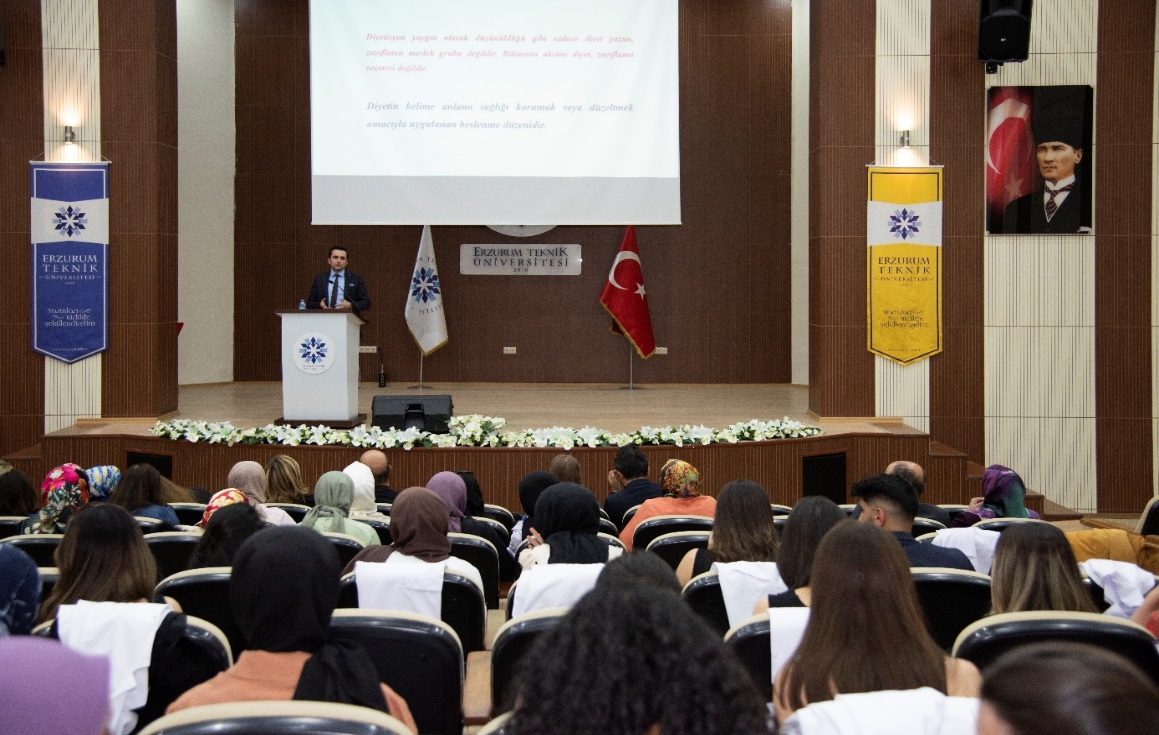 Diyetisyen yaygın olarak düşünüldüğü gibi sadece diyet yazan,
zayıflatan meslek grubu değildir. Bilinenin aksine diyet, zayıflama
reçetesi değildir.
Diyetin kelime anlamı sağlığı korumak veya düzeltmek
amacıyla uygulanan beslenme düzenidir.
ERZURUM TEKNİK
ÜNİVERSİTESİ
2010
ERZURUM
TEKNİK
ÜNİVERSİTESİ
ERZURUM
TEKNİK
ÜNİVERSİTESİ